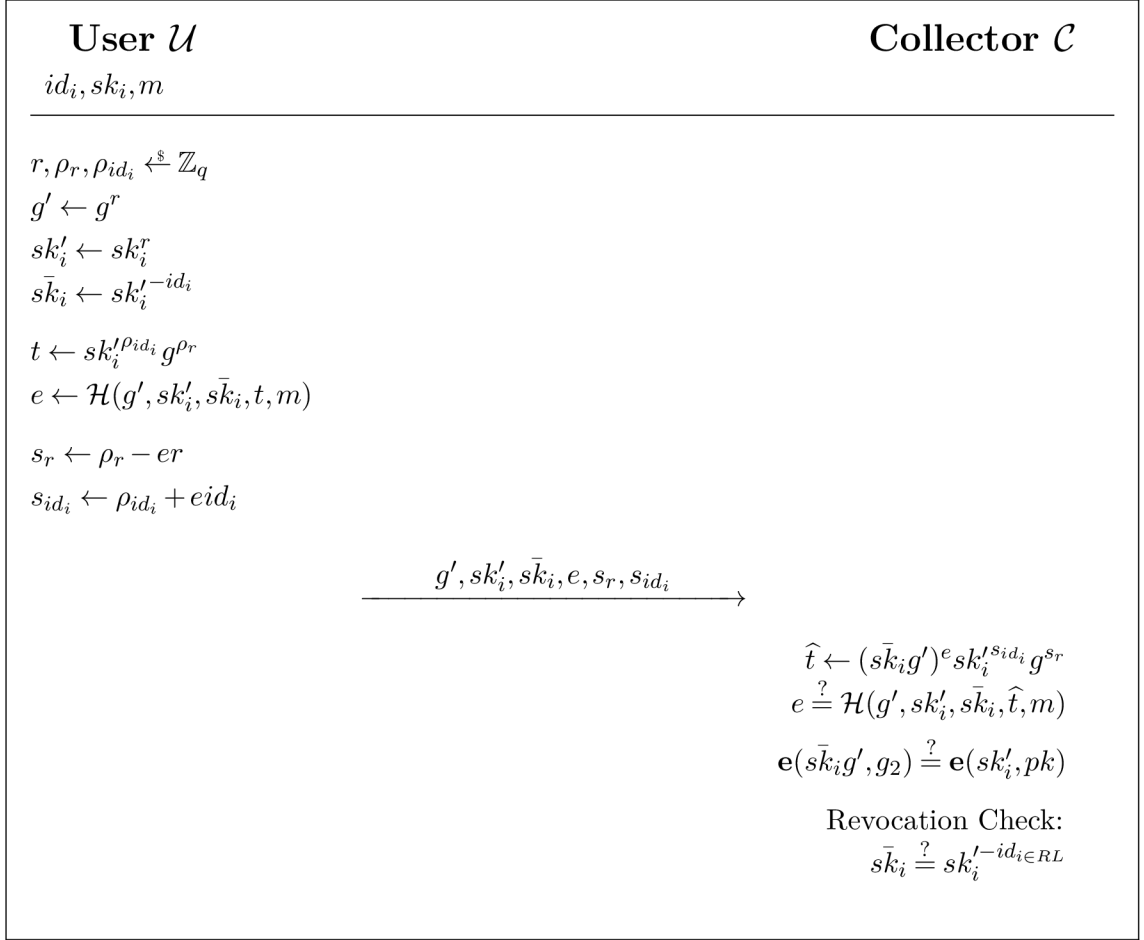 User 𝒰
Collector 𝒞
id_i, sk_i, m
r, ρ_r, ρ_{id_i} ←$ ℤ_q
g′ ← g^r
sk′_i ← sk_i^r
s̄k_i ← sk′_i^{−id_i}
t ← sk′_i^{ρ_{id_i}} g^{ρ_r}
e ← ℋ(g′, sk′_i, s̄k_i, t, m)
s_r ← ρ_r − er
s_{id_i} ← ρ_{id_i} + eid_i
g′, sk′_i, s̄k_i, e, s_r, s_{id_i}
t̂ ← (s̄k_i g′)^e sk′_i^{s_{id_i}} g^{s_r}
e ≟ ℋ(g′, sk′_i, s̄k_i, t̂, m)
𝐞(s̄k_i g′, g_2) ≟ 𝐞(sk′_i, pk)
Revocation Check:
s̄k_i ≟ sk′_i^{−id_{i∈RL}}